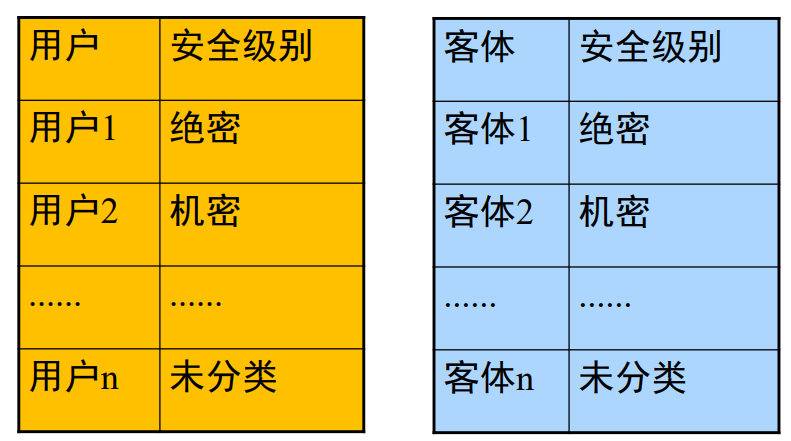 用户 安全级别
用户1 绝密
用户2 机密
...... ......
用户n 未分类
客体 安全级别
客体1 绝密
客体2 机密
...... ......
客体n 未分类